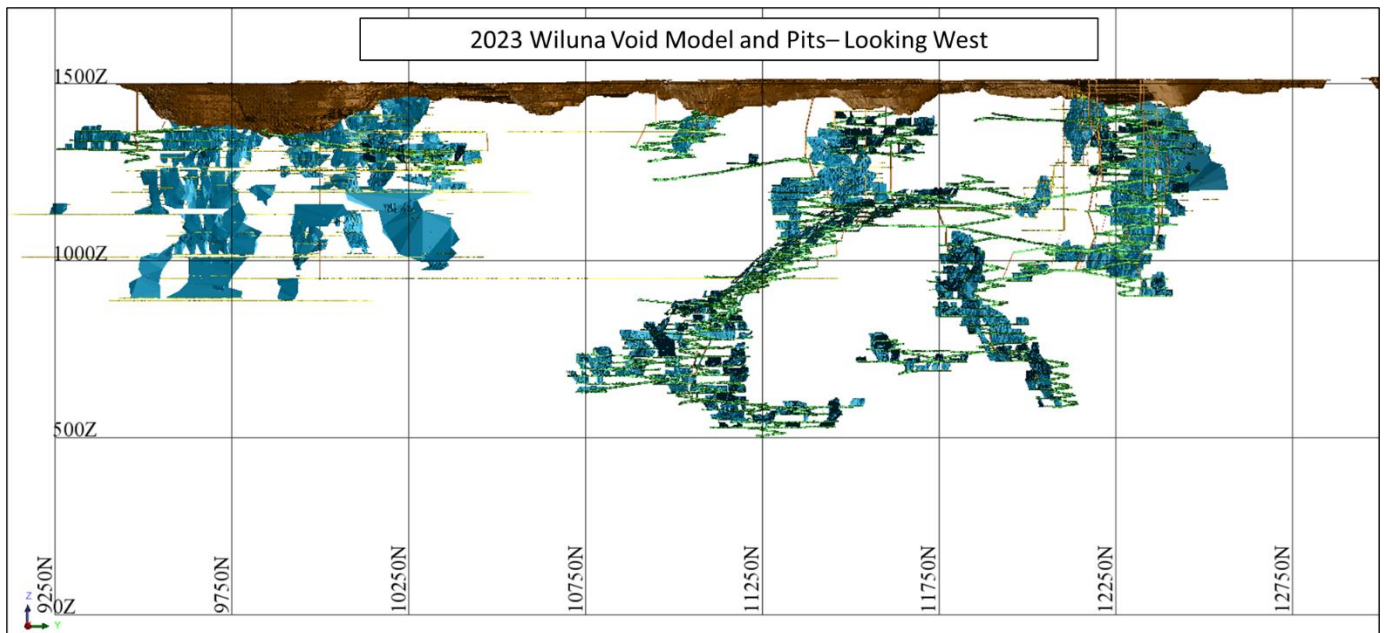 2023 Wiluna Void Model and Pits– Looking West
1500Z
1000Z
500Z
0Z
9250N
9750N
10250N
10750N
11250N
11750N
12250N
12750N
Z
Y